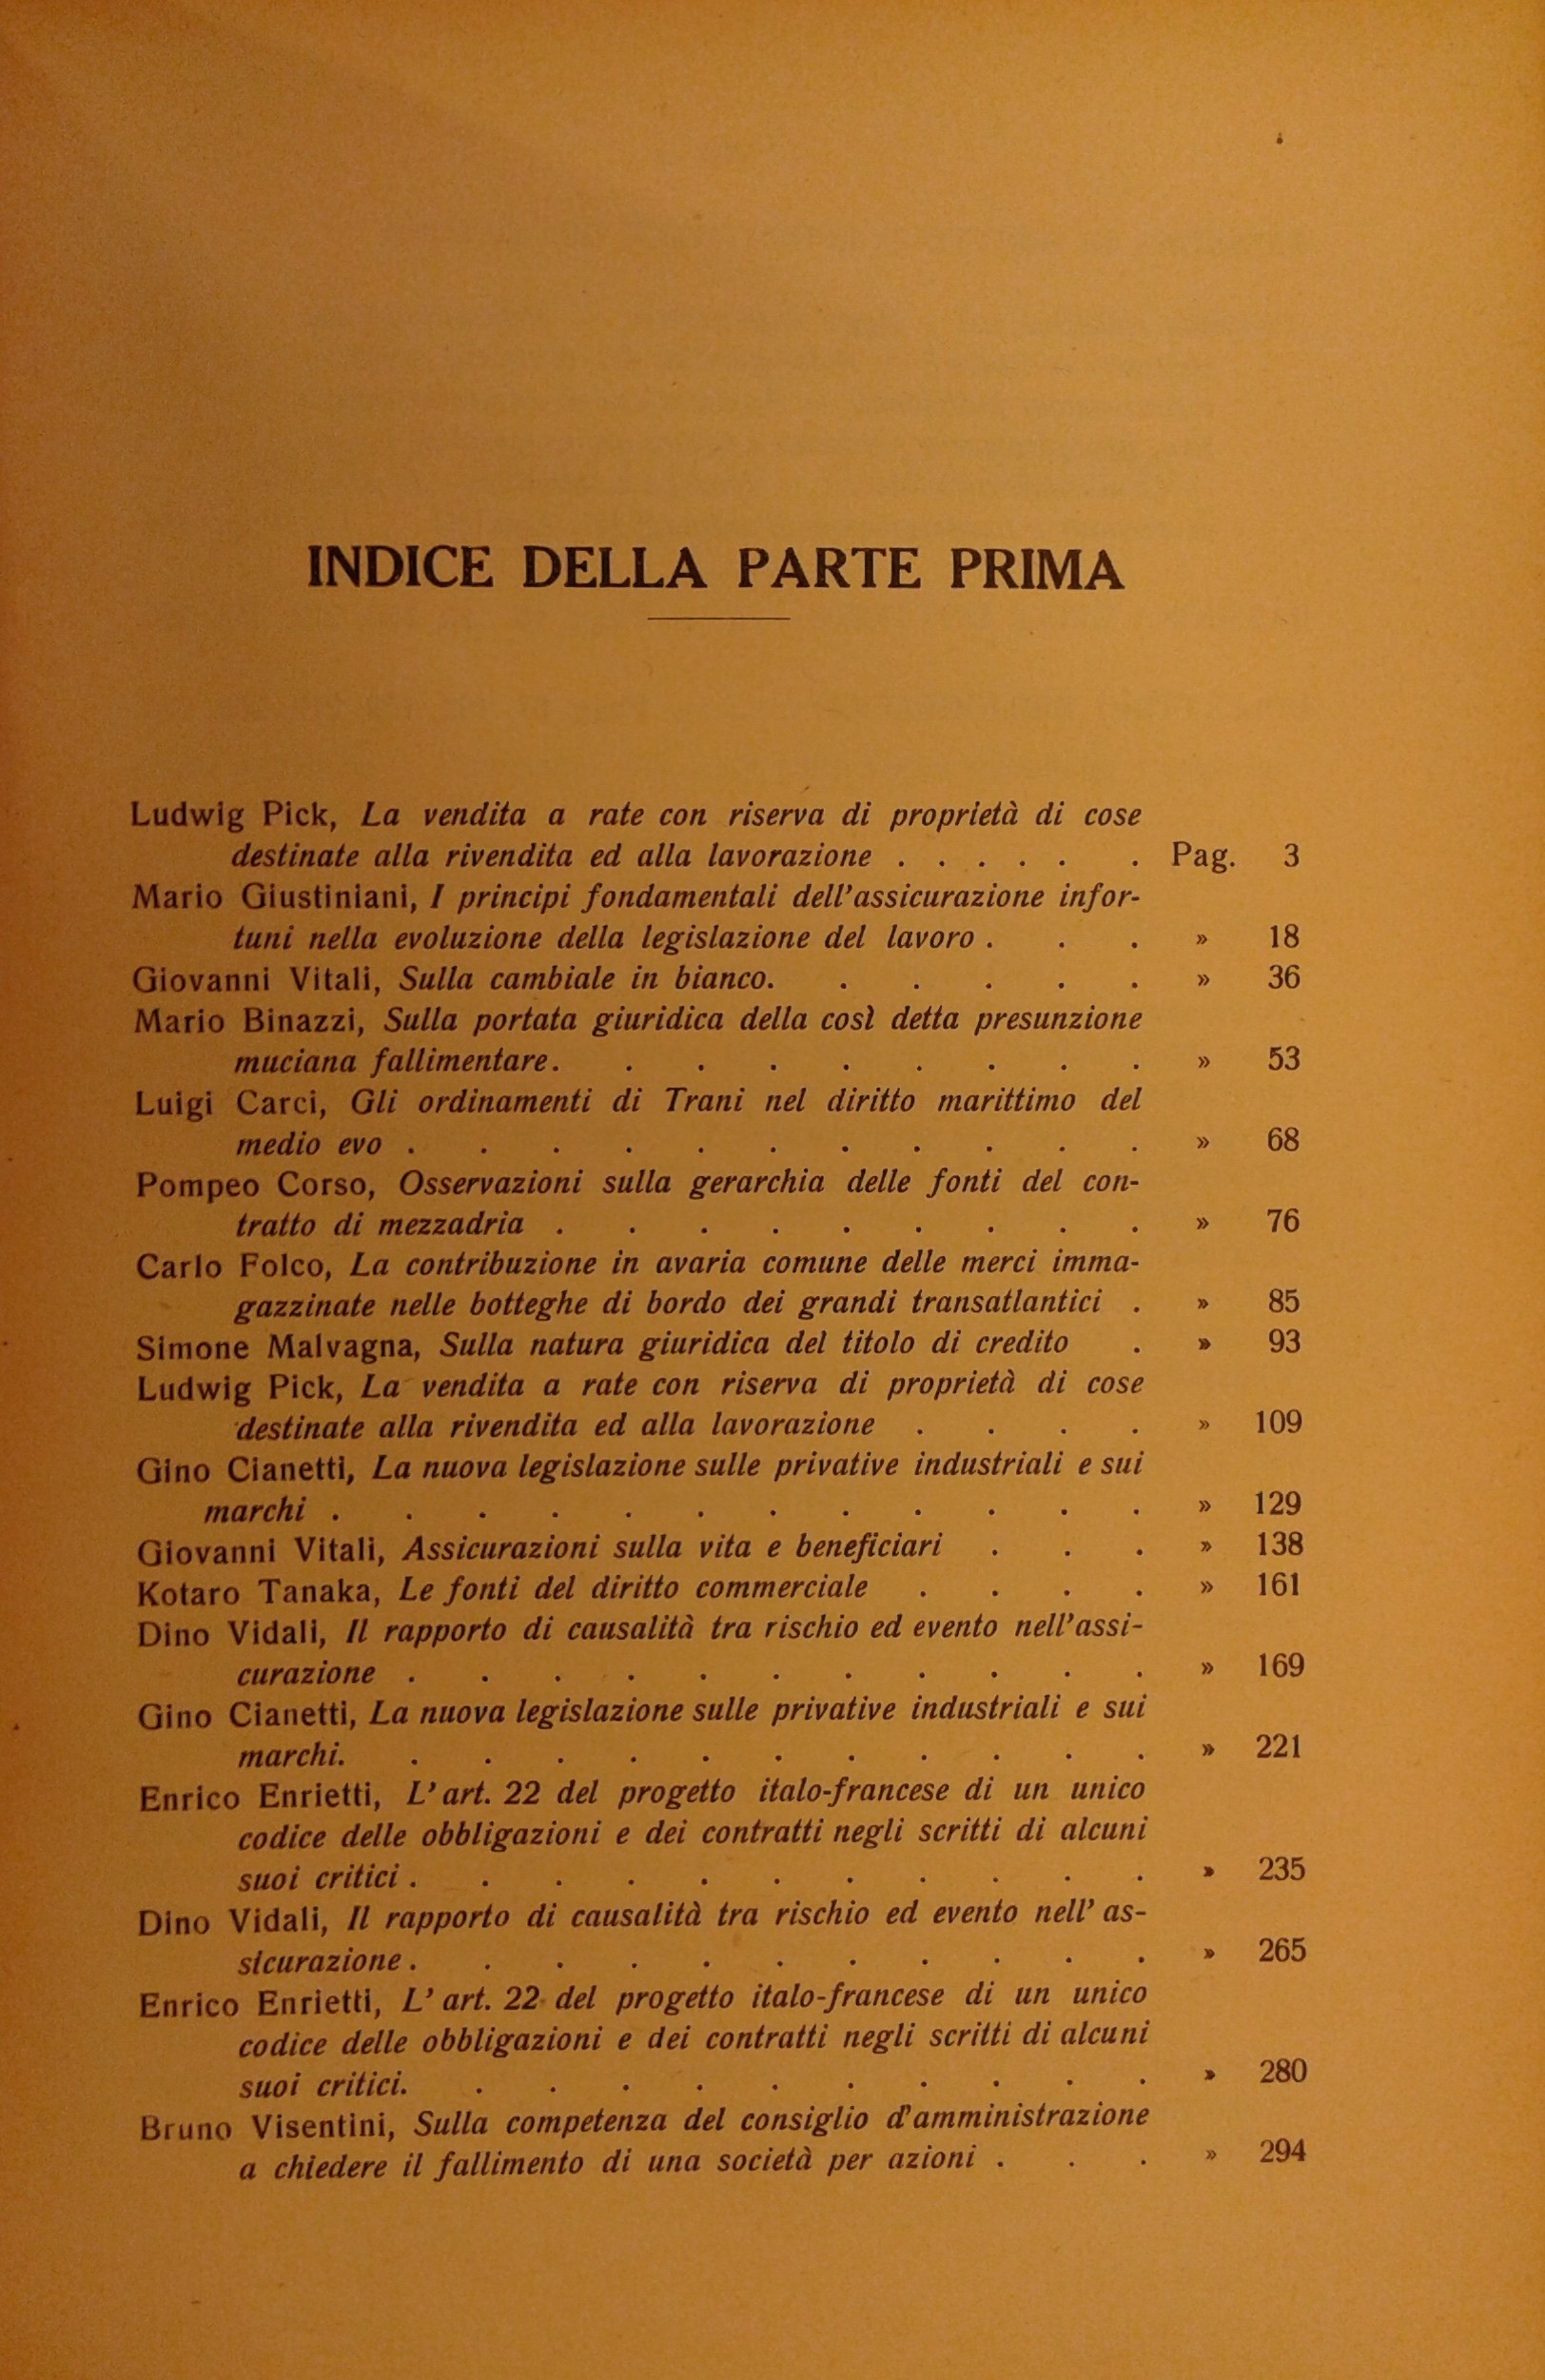 INDICE DELLA PARTE PRIMA
Ludwig Pick, La vendita a rate con riserva di proprietà di cose
destinate alla rivendita ed alla lavorazione . . . . . . Pag. 3
Mario Giustiniani, I principi fondamentali dell'assicurazione infor-
tuni nella evoluzione della legislazione del lavoro . . . » 18
Giovanni Vitali, Sulla cambiale in bianco. . . . . . » 36
Mario Binazzi, Sulla portata giuridica della così detta presunzione
muciana fallimentare. . . . . . . . . » 53
Luigi Carci, Gli ordinamenti di Trani nel diritto marittimo del
medio evo . . . . . . . . . . . » 68
Pompeo Corso, Osservazioni sulla gerarchia delle fonti del con-
tratto di mezzadria . . . . . . . . . » 76
Carlo Folco, La contribuzione in avaria comune delle merci imma-
gazzinate nelle botteghe di bordo dei grandi transatlantici . » 85
Simone Malvagna, Sulla natura giuridica del titolo di credito . » 93
Ludwig Pick, La vendita a rate con riserva di proprietà di cose
destinate alla rivendita ed alla lavorazione . . . . » 109
Gino Cianetti, La nuova legislazione sulle privative industriali e sui
marchi . . . . . . . . . . . . » 129
Giovanni Vitali, Assicurazioni sulla vita e beneficiari . . . » 138
Kotaro Tanaka, Le fonti del diritto commerciale . . . . » 161
Dino Vidali, Il rapporto di causalità tra rischio ed evento nell'assi-
curazione . . . . . . . . . . . » 169
Gino Cianetti, La nuova legislazione sulle privative industriali e sui
marchi. . . . . . . . . . . . » 221
Enrico Enrietti, L' art. 22 del progetto italo-francese di un unico
codice delle obbligazioni e dei contratti negli scritti di alcuni
suoi critici . . . . . . . . . . . » 235
Dino Vidali, Il rapporto di causalità tra rischio ed evento nell' as-
sicurazione . . . . . . . . . . . » 265
Enrico Enrietti, L' art. 22 del progetto italo-francese di un unico
codice delle obbligazioni e dei contratti negli scritti di alcuni
suoi critici. . . . . . . . . . . » 280
Bruno Visentini, Sulla competenza del consiglio d'amministrazione
a chiedere il fallimento di una società per azioni . . . » 294